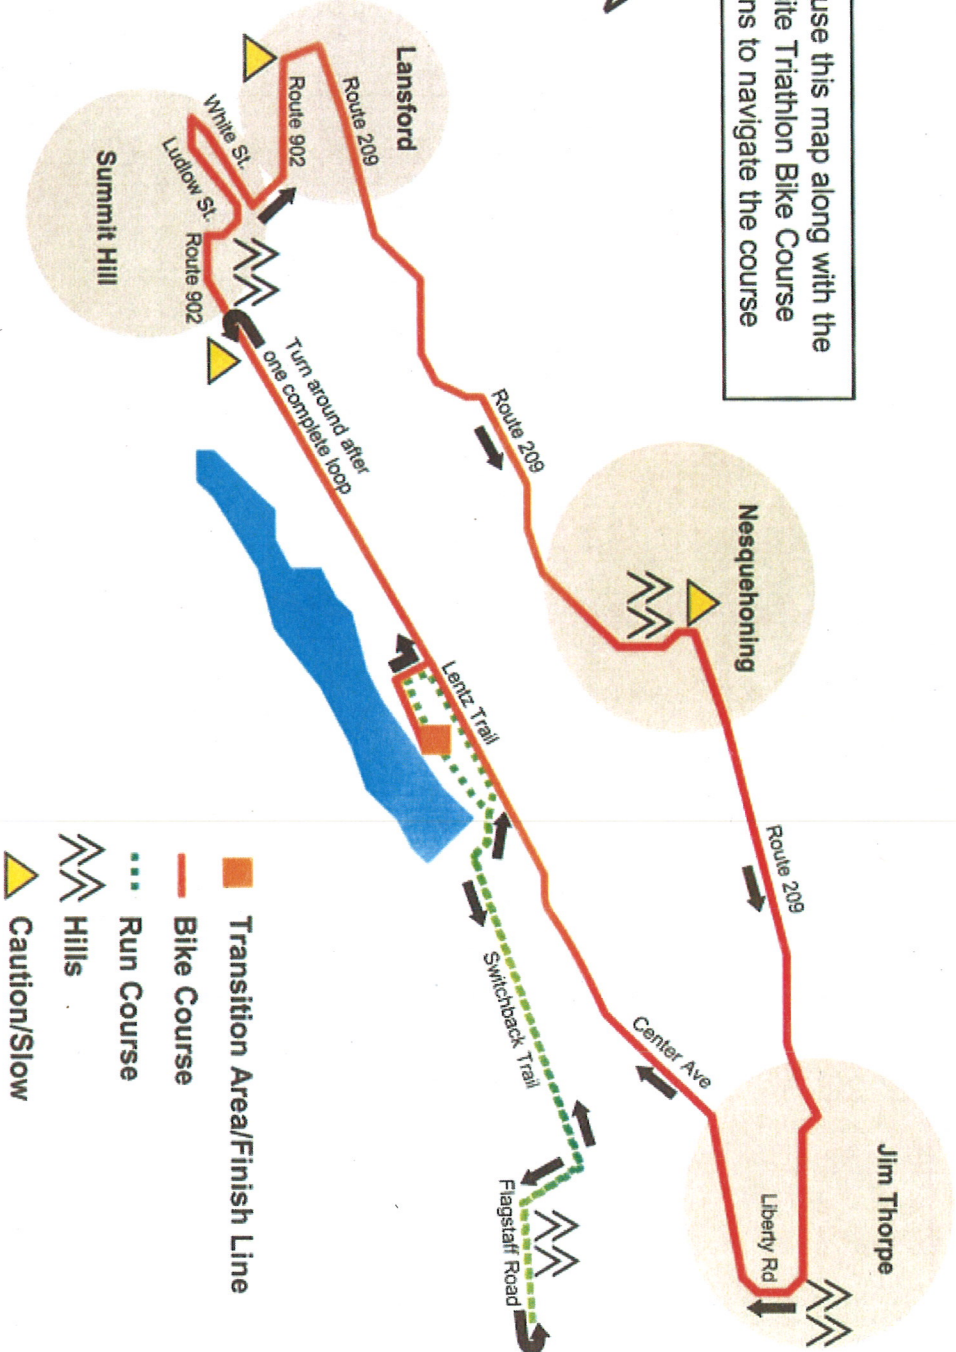 use this map along with the
Triathlon Bike Course
to navigate the course
Lansford
Route 209
Route 902
White St.
Ludlow St.
Summit Hill
Route 902
Turn around after
one complete loop
Route 209
Nesquehoning
Lentz Trail
Route 209
Center Ave
Jim Thorpe
Liberty Rd
Switchback Trail
Flagstaff Road
Transition Area/Finish Line
Bike Course
Run Course
Hills
Caution/Slow